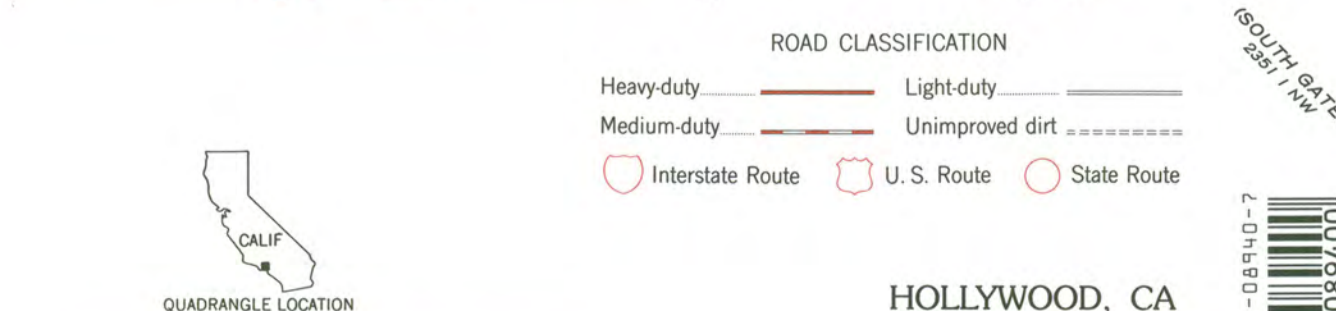 ROAD CLASSIFICATION
Heavy-duty Light-duty
Medium-duty Unimproved dirt
Interstate Route U. S. Route State Route
(SOUTH GATE
2351 I NW
CALIF
QUADRANGLE LOCATION
HOLLYWOOD, CA